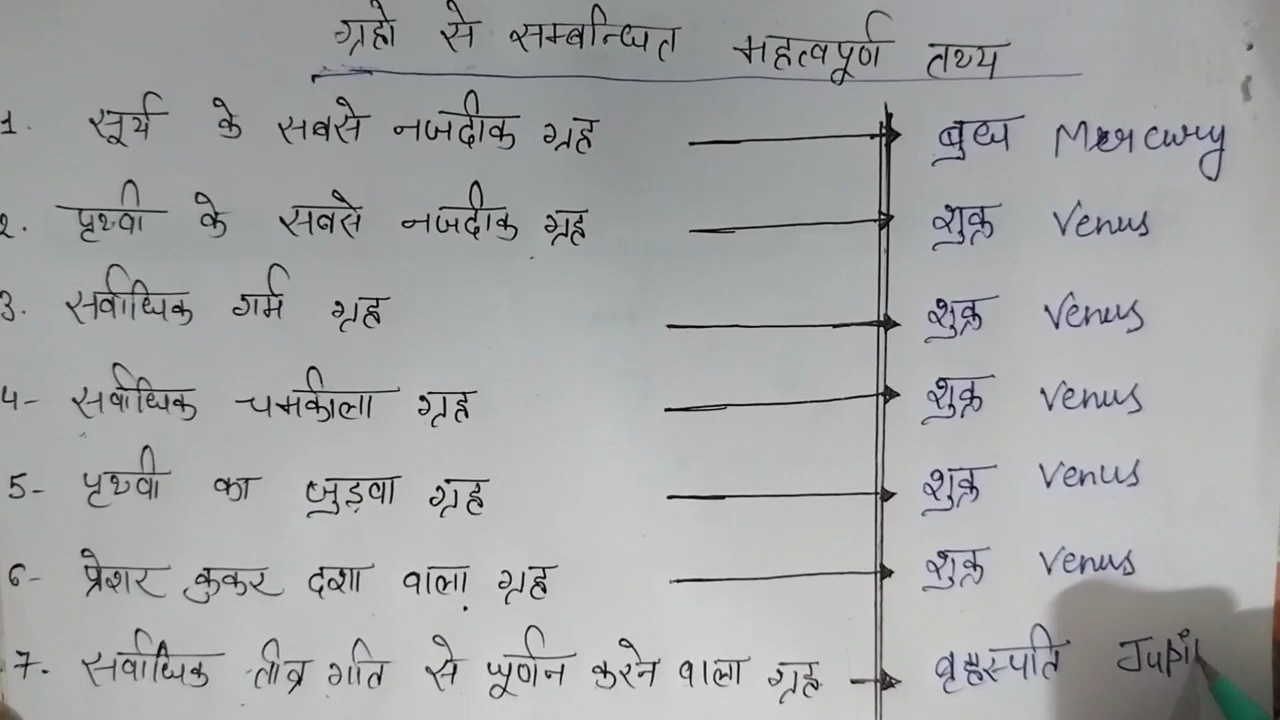 ग्रहो से सम्बन्धित महत्वपूर्ण तथ्य
1. सूर्य के सबसे नजदीक ग्रह → बुध Mercury
2. पृथ्वी के सबसे नजदीक ग्रह → शुक्र Venus
3. सर्वाधिक गर्म ग्रह → शुक्र Venus
4- सर्वाधिक चमकीला ग्रह → शुक्र Venus
5- पृथ्वी का जुड़वा ग्रह → शुक्र Venus
6- प्रेशर कुकर दशा वाला ग्रह → शुक्र Venus
7. सर्वाधिक तीव्र गति से घूर्णन करने वाला ग्रह → वृहस्पति Jupi